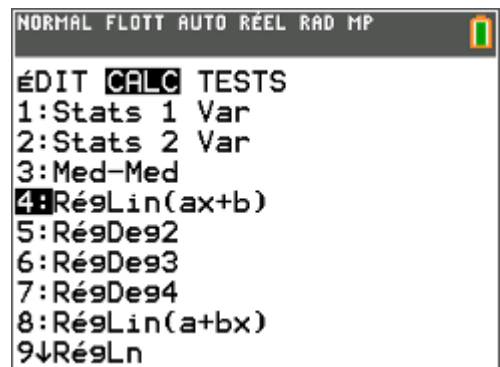 NORMAL FLOTT AUTO RÉEL RAD MP
ÉDIT CALC TESTS
1:Stats 1 Var
2:Stats 2 Var
3:Med-Med
4:RégLin(ax+b)
5:RégDeg2
6:RégDeg3
7:RégDeg4
8:RégLin(a+bx)
9↓RégLn